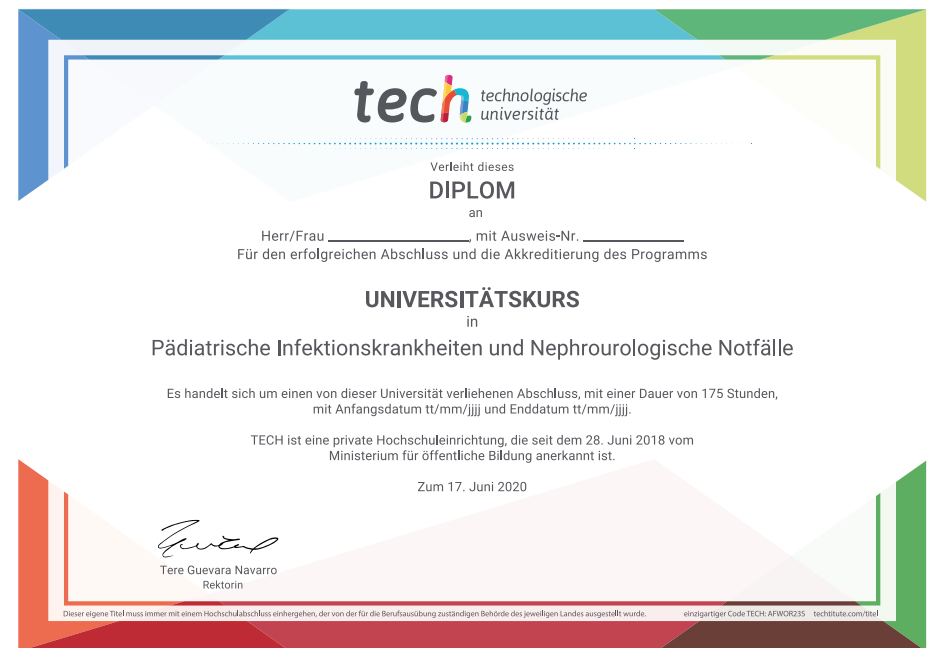 tech technologische
universität
Verleiht dieses
DIPLOM
an
Herr/Frau ____________________, mit Ausweis-Nr. ______________
Für den erfolgreichen Abschluss und die Akkreditierung des Programms
UNIVERSITÄTSKURS
in
Pädiatrische Infektionskrankheiten und Nephrourologische Notfälle
Es handelt sich um einen von dieser Universität verliehenen Abschluss, mit einer Dauer von 175 Stunden,
mit Anfangsdatum tt/mm/jjjj und Enddatum tt/mm/jjjj.
TECH ist eine private Hochschuleinrichtung, die seit dem 28. Juni 2018 vom
Ministerium für öffentliche Bildung anerkannt ist.
Zum 17. Juni 2020
Tere Guevara Navarro
Rektorin
Dieser eigene Titel muss immer mit einem Hochschulabschluss einhergehen, der von der für die Berufsausübung zuständigen Behörde des jeweiligen Landes ausgestellt wurde. einzigartiger Code TECH: AFWOR23S techtitute.com/titel